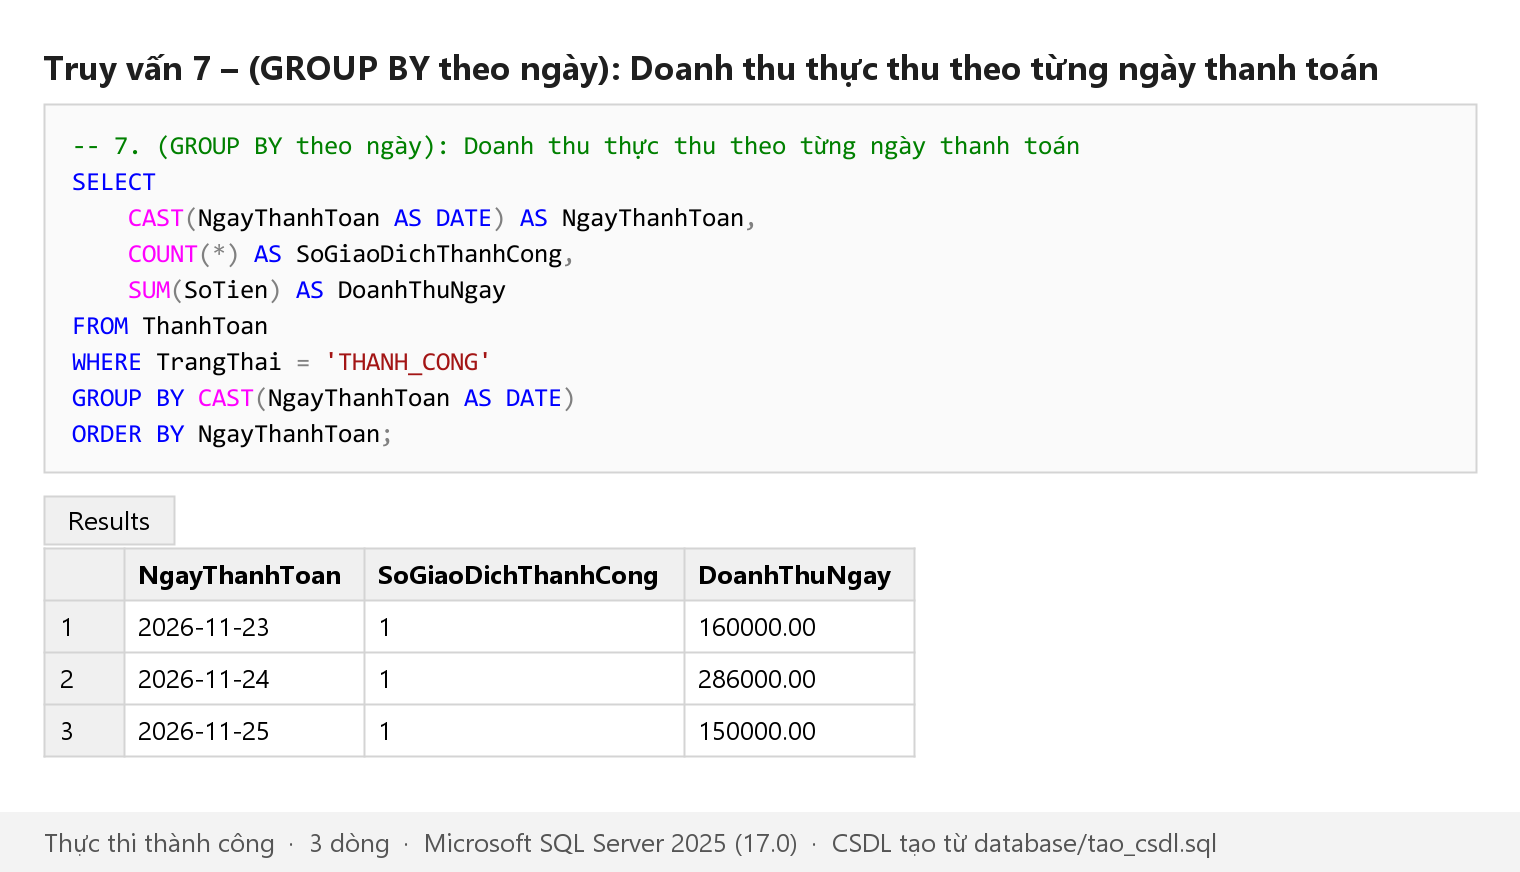 Truy vấn 7 – (GROUP BY theo ngày): Doanh thu thực thu theo từng ngày thanh toán
-- 7. (GROUP BY theo ngày): Doanh thu thực thu theo từng ngày thanh toán
SELECT
    CAST(NgayThanhToan AS DATE) AS NgayThanhToan,
    COUNT(*) AS SoGiaoDichThanhCong,
    SUM(SoTien) AS DoanhThuNgay
FROM ThanhToan
WHERE TrangThai = 'THANH_CONG'
GROUP BY CAST(NgayThanhToan AS DATE)
ORDER BY NgayThanhToan;
Results
NgayThanhToan SoGiaoDichThanhCong DoanhThuNgay
1 2026-11-23 1 160000.00
2 2026-11-24 1 286000.00
3 2026-11-25 1 150000.00
Thực thi thành công · 3 dòng · Microsoft SQL Server 2025 (17.0) · CSDL tạo từ database/tao_csdl.sql